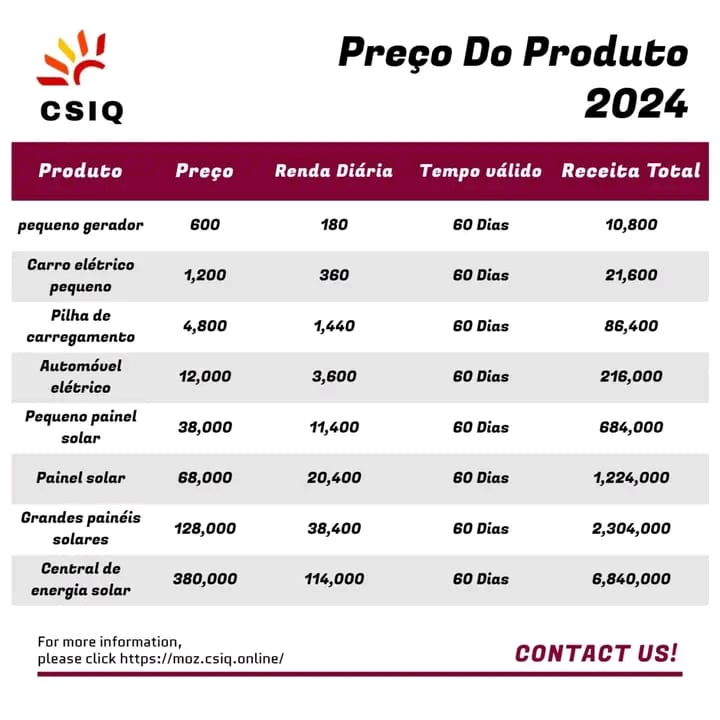 CSIQ
Preço Do Produto
2024
Produto Preço Renda Diária Tempo válido Receita Total
pequeno gerador 600 180 60 Dias 10,800
Carro elétrico
pequeno 1,200 360 60 Dias 21,600
Pilha de
carregamento 4,800 1,440 60 Dias 86,400
Automóvel
elétrico 12,000 3,600 60 Dias 216,000
Pequeno painel
solar 38,000 11,400 60 Dias 684,000
Painel solar 68,000 20,400 60 Dias 1,224,000
Grandes painéis
solares 128,000 38,400 60 Dias 2,304,000
Central de
energia solar 380,000 114,000 60 Dias 6,840,000
For more information,
please click https://moz.csiq.online/
CONTACT US!